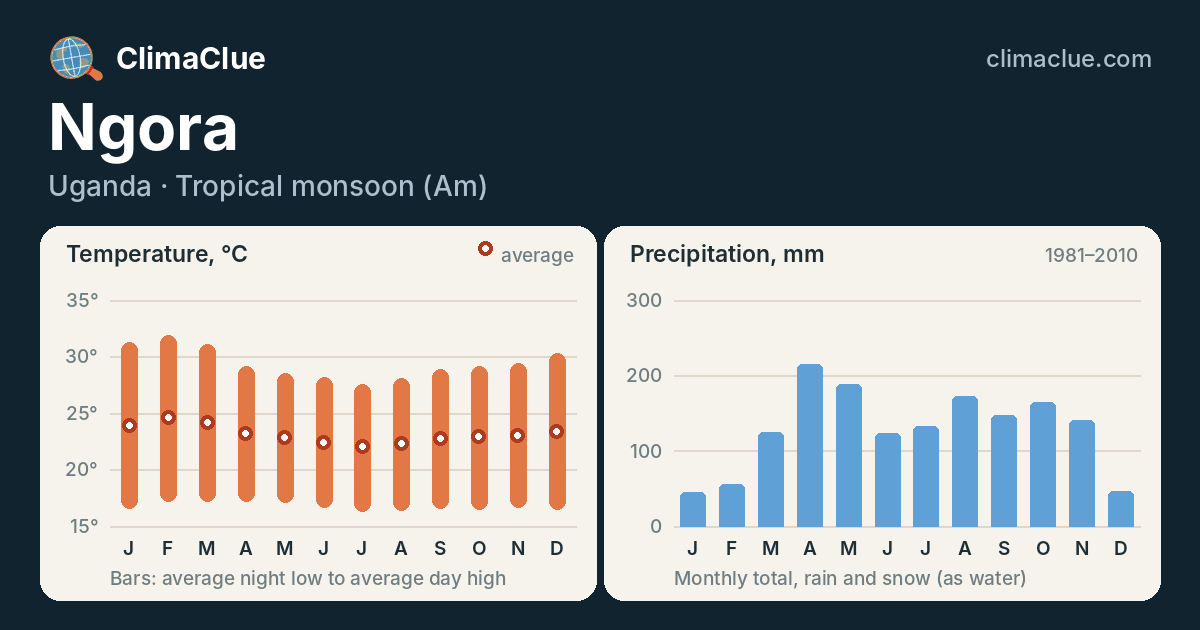 ClimaClue
climaclue.com
Ngora
Uganda · Tropical monsoon (Am)
Temperature, °C
average
35°
30°
25°
20°
15°
J F M A M J J A S O N D
Bars: average night low to average day high
Precipitation, mm
1981–2010
300
200
100
0
J F M A M J J A S O N D
Monthly total, rain and snow (as water)